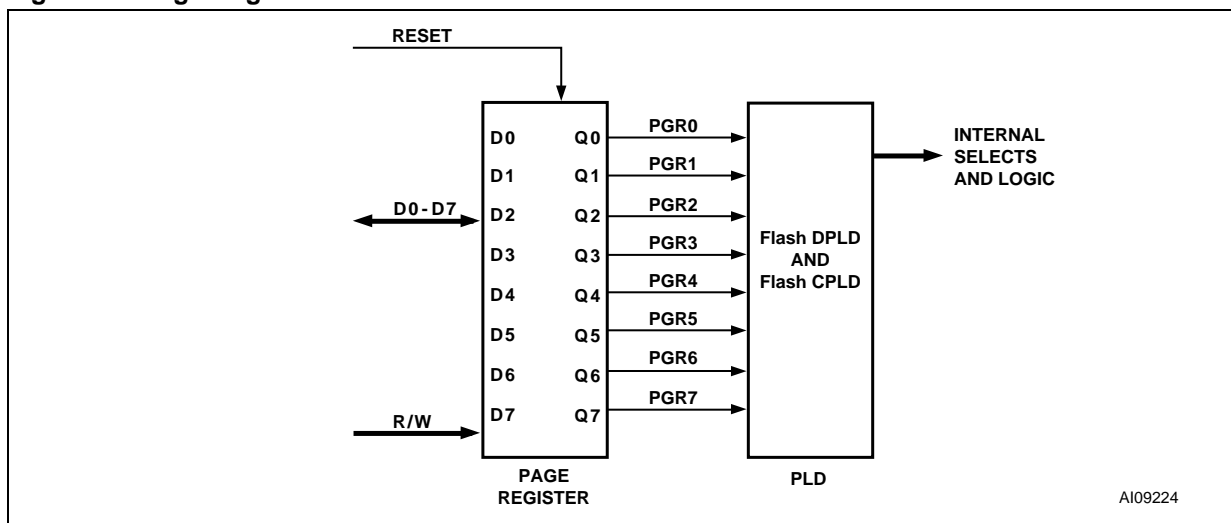 RESET
D0
D1
D2
D3
D4
D5
D6
D7
Q0
Q1
Q2
Q3
Q4
Q5
Q6
Q7
D0-D7
R/W
PGR0
PGR1
PGR2
PGR3
PGR4
PGR5
PGR6
PGR7
Flash DPLD
AND
Flash CPLD
INTERNAL
SELECTS
AND LOGIC
PAGE
REGISTER
PLD
AI09224